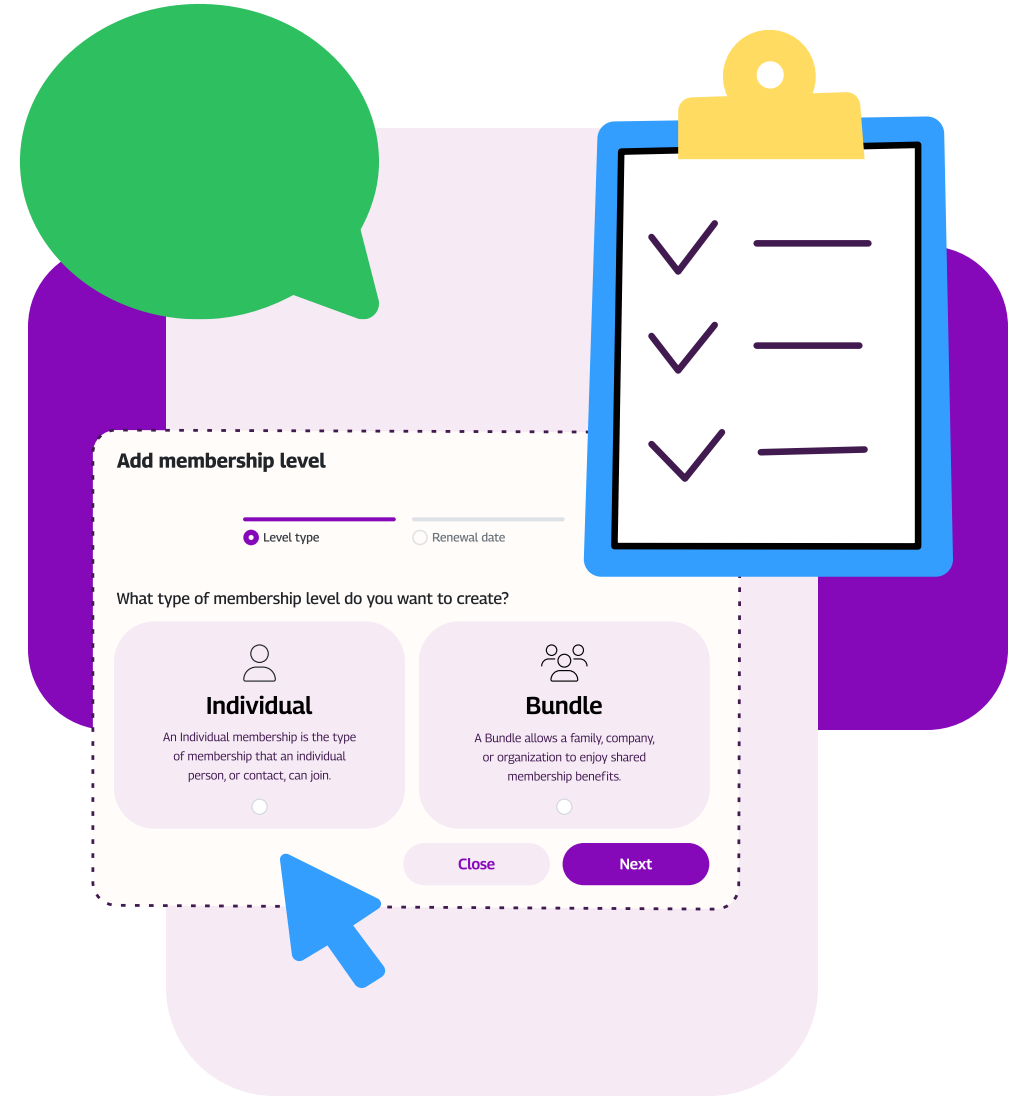 Add membership level
Level type
Renewal date
What type of membership level do you want to create?
Individual
An Individual membership is the type
of membership that an individual
person, or contact, can join.
Bundle
A Bundle allows a family, company,
or organization to enjoy shared
membership benefits.
Close
Next